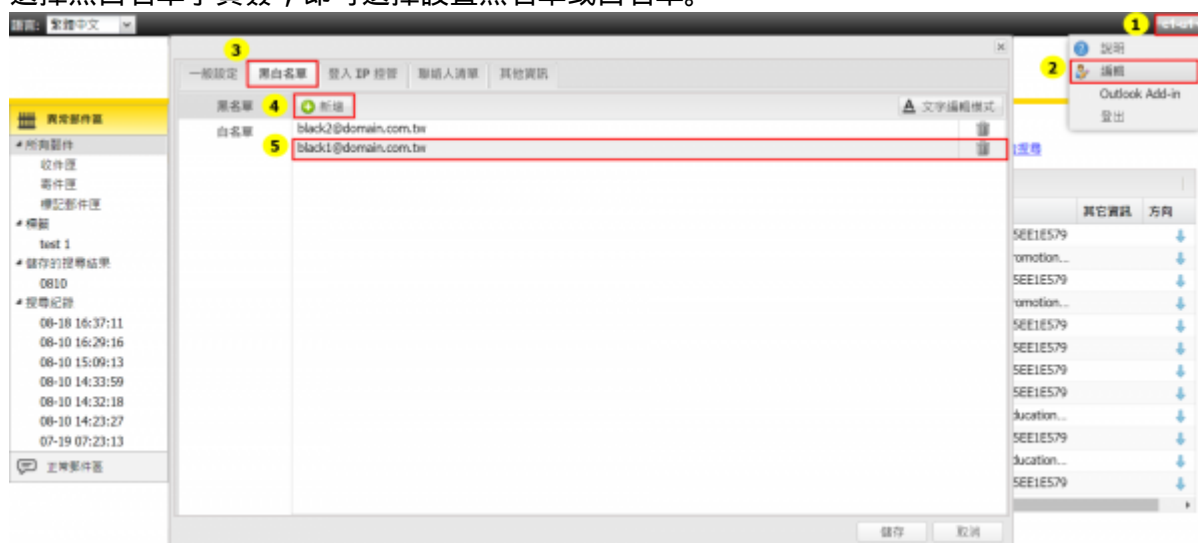 選擇黑白名單子頁簽，即可選擇設置黑名單或白名單。
語言: 繁體中文
1
3
說明
2
編輯
一般設定 黑白名單 登入 IP 控管 聯絡人清單 其他資訊
Outlook Add-in
黑名單 4 新增 文字編輯模式
登出
異常郵件區
白名單 black2@domain.com.tw
5 black1@domain.com.tw
所有郵件
收件匣
寄件匣
標記郵件匣
其它資訊 方向
標籤
test 1
5EE1E579
儲存的搜尋結果
romotion...
0810
5EE1E579
搜尋紀錄
romotion...
08-18 16:37:11
5EE1E579
08-10 16:29:16
5EE1E579
08-10 15:09:13
5EE1E579
08-10 14:33:59
5EE1E579
08-10 14:32:18
ducation...
08-10 14:23:27
5EE1E579
07-19 07:23:13
ducation...
正常郵件區
5EE1E579
儲存 取消